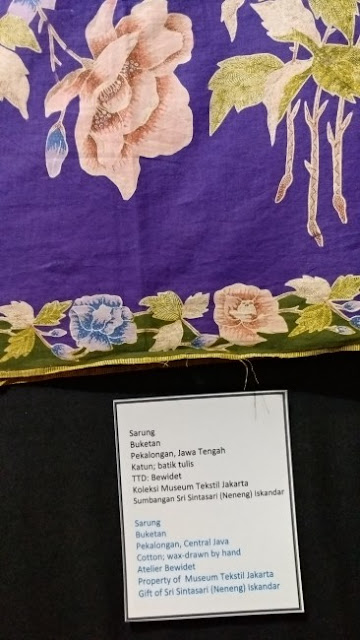 Sarung
Buketan
Pekalongan, Jawa Tengah
Katun; batik tulis
TTD: Bewidet
Koleksi Museum Tekstil Jakarta
Sumbangan Sri Sintasari (Neneng) Iskandar
Sarung
Buketan
Pekalongan, Central Java
Cotton; wax-drawn by hand
Atelier Bewidet
Property of Museum Tekstil Jakarta
Gift of Sri Sintasari (Neneng) Iskandar